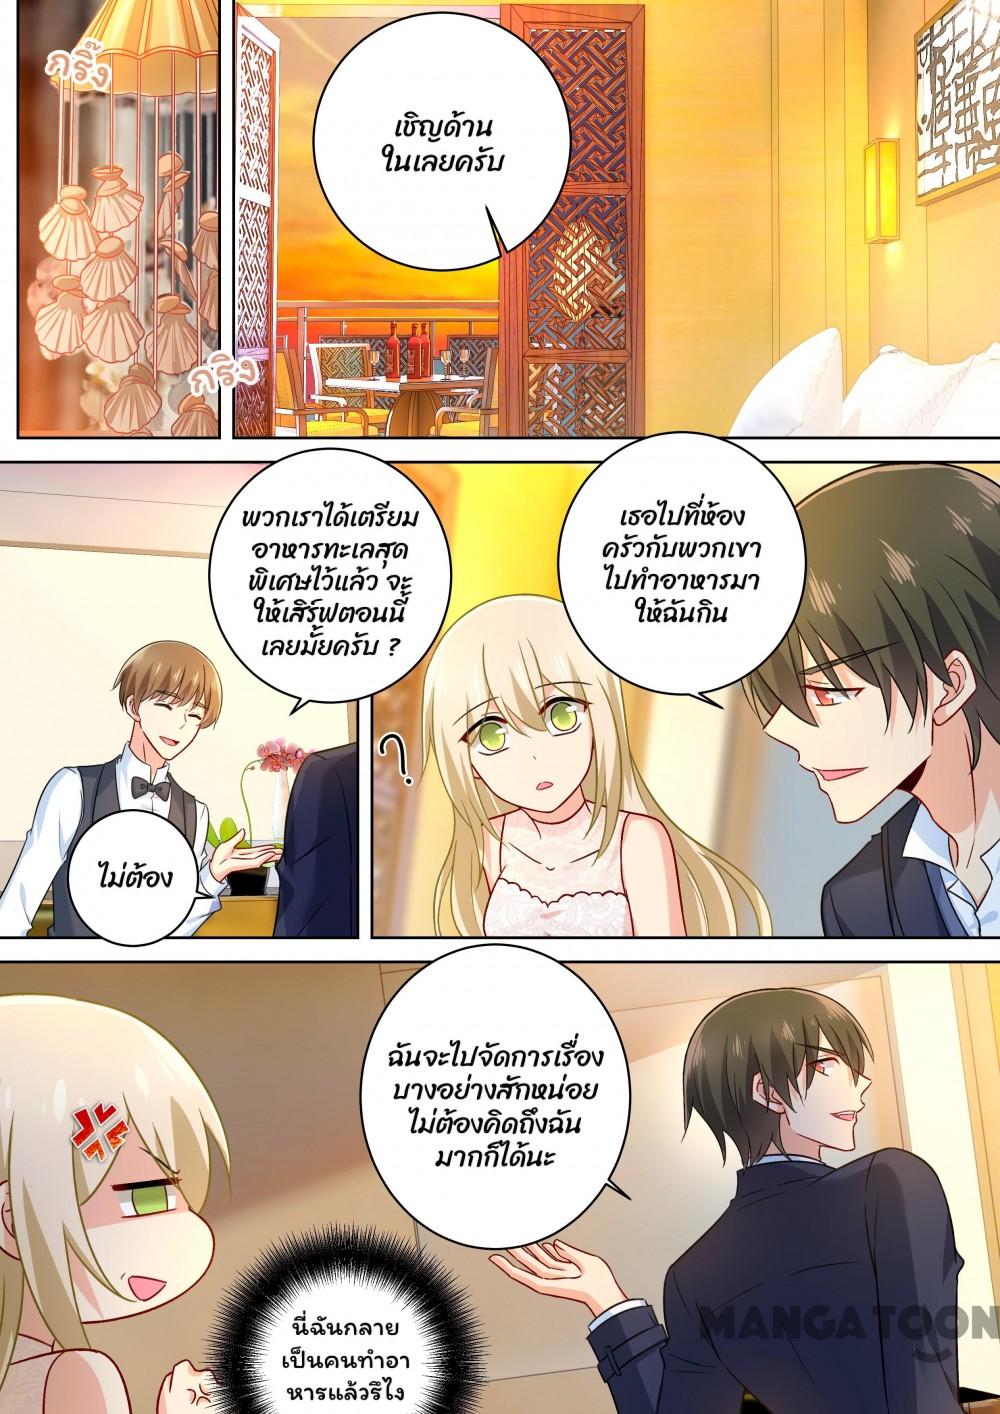 กริ๊ง
กริง
เชิญด้าน
ในเลยครับ
พวกเราได้เตรียม
อาหารทะเลสุด
พิเศษไว้แล้ว จะ
ให้เสิร์ฟตอนนี้
เลยมั้ยครับ ?
ไม่ต้อง
เธอไปที่ห้อง
ครัวกับพวกเขา
ไปทำอาหารมา
ให้ฉันกิน
?
ฉันจะไปจัดการเรื่อง
บางอย่างสักหน่อย
ไม่ต้องคิดถึงฉัน
มากก็ได้นะ
นี่ฉันกลาย
เป็นคนทำอา
หารแล้วรึไง
MANGATOON